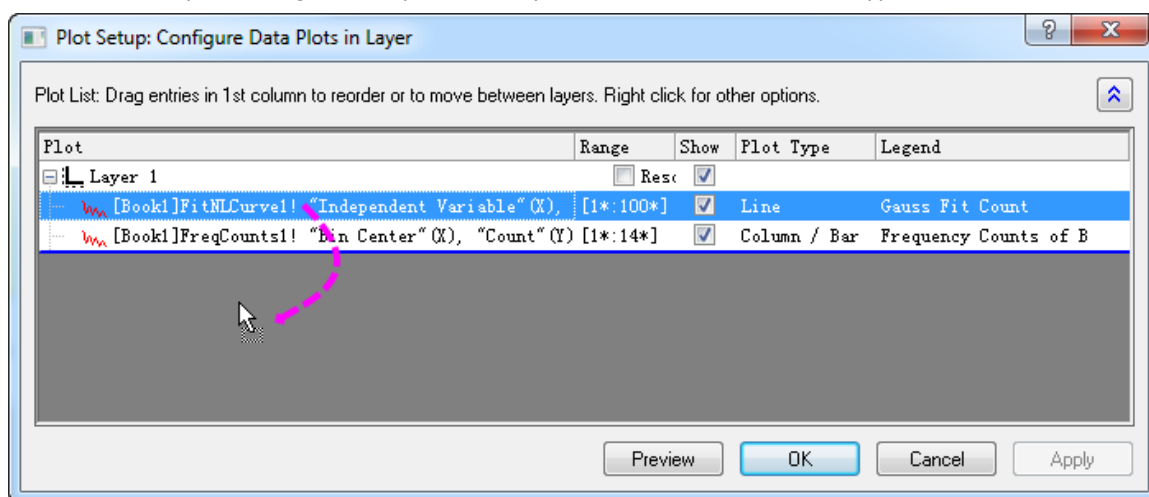 Plot Setup: Configure Data Plots in Layer
Plot List: Drag entries in 1st column to reorder or to move between layers. Right click for other options.
Plot Range Show Plot Type Legend
Layer 1 Resc
[Book1]FitNLCurve1! "Independent Variable"(X), [1*:100*] Line Gauss Fit Count
[Book1]FreqCounts1! "Bin Center"(X), "Count"(Y) [1*:14*] Column / Bar Frequency Counts of B
Preview OK Cancel Apply